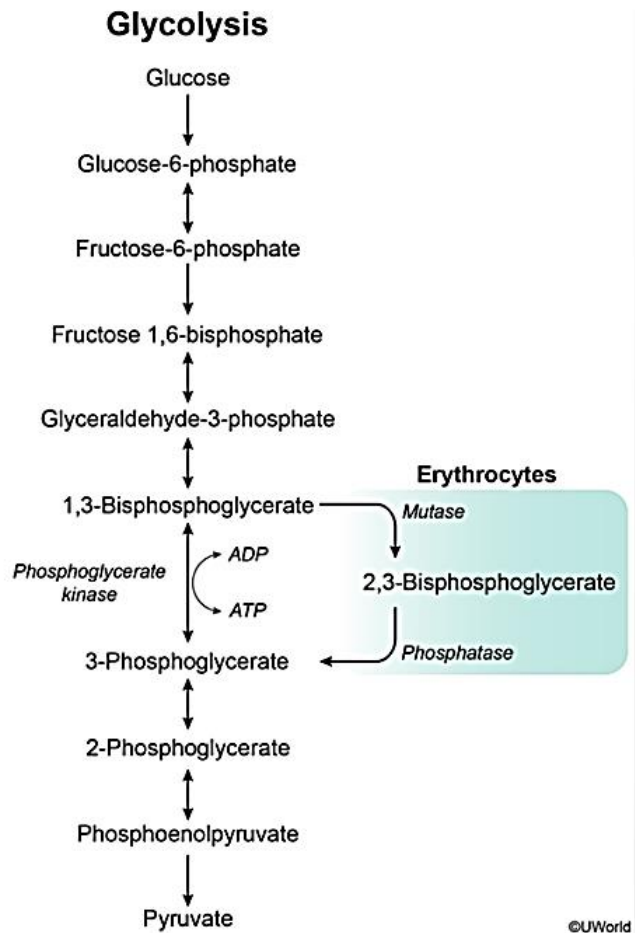 Glycolysis
Glucose
Glucose-6-phosphate
Fructose-6-phosphate
Fructose 1,6-bisphosphate
Glyceraldehyde-3-phosphate
Erythrocytes
1,3-Bisphosphoglycerate
Mutase
Phosphoglycerate
kinase
ADP
ATP
2,3-Bisphosphoglycerate
Phosphatase
3-Phosphoglycerate
2-Phosphoglycerate
Phosphoenolpyruvate
Pyruvate
©UWorld